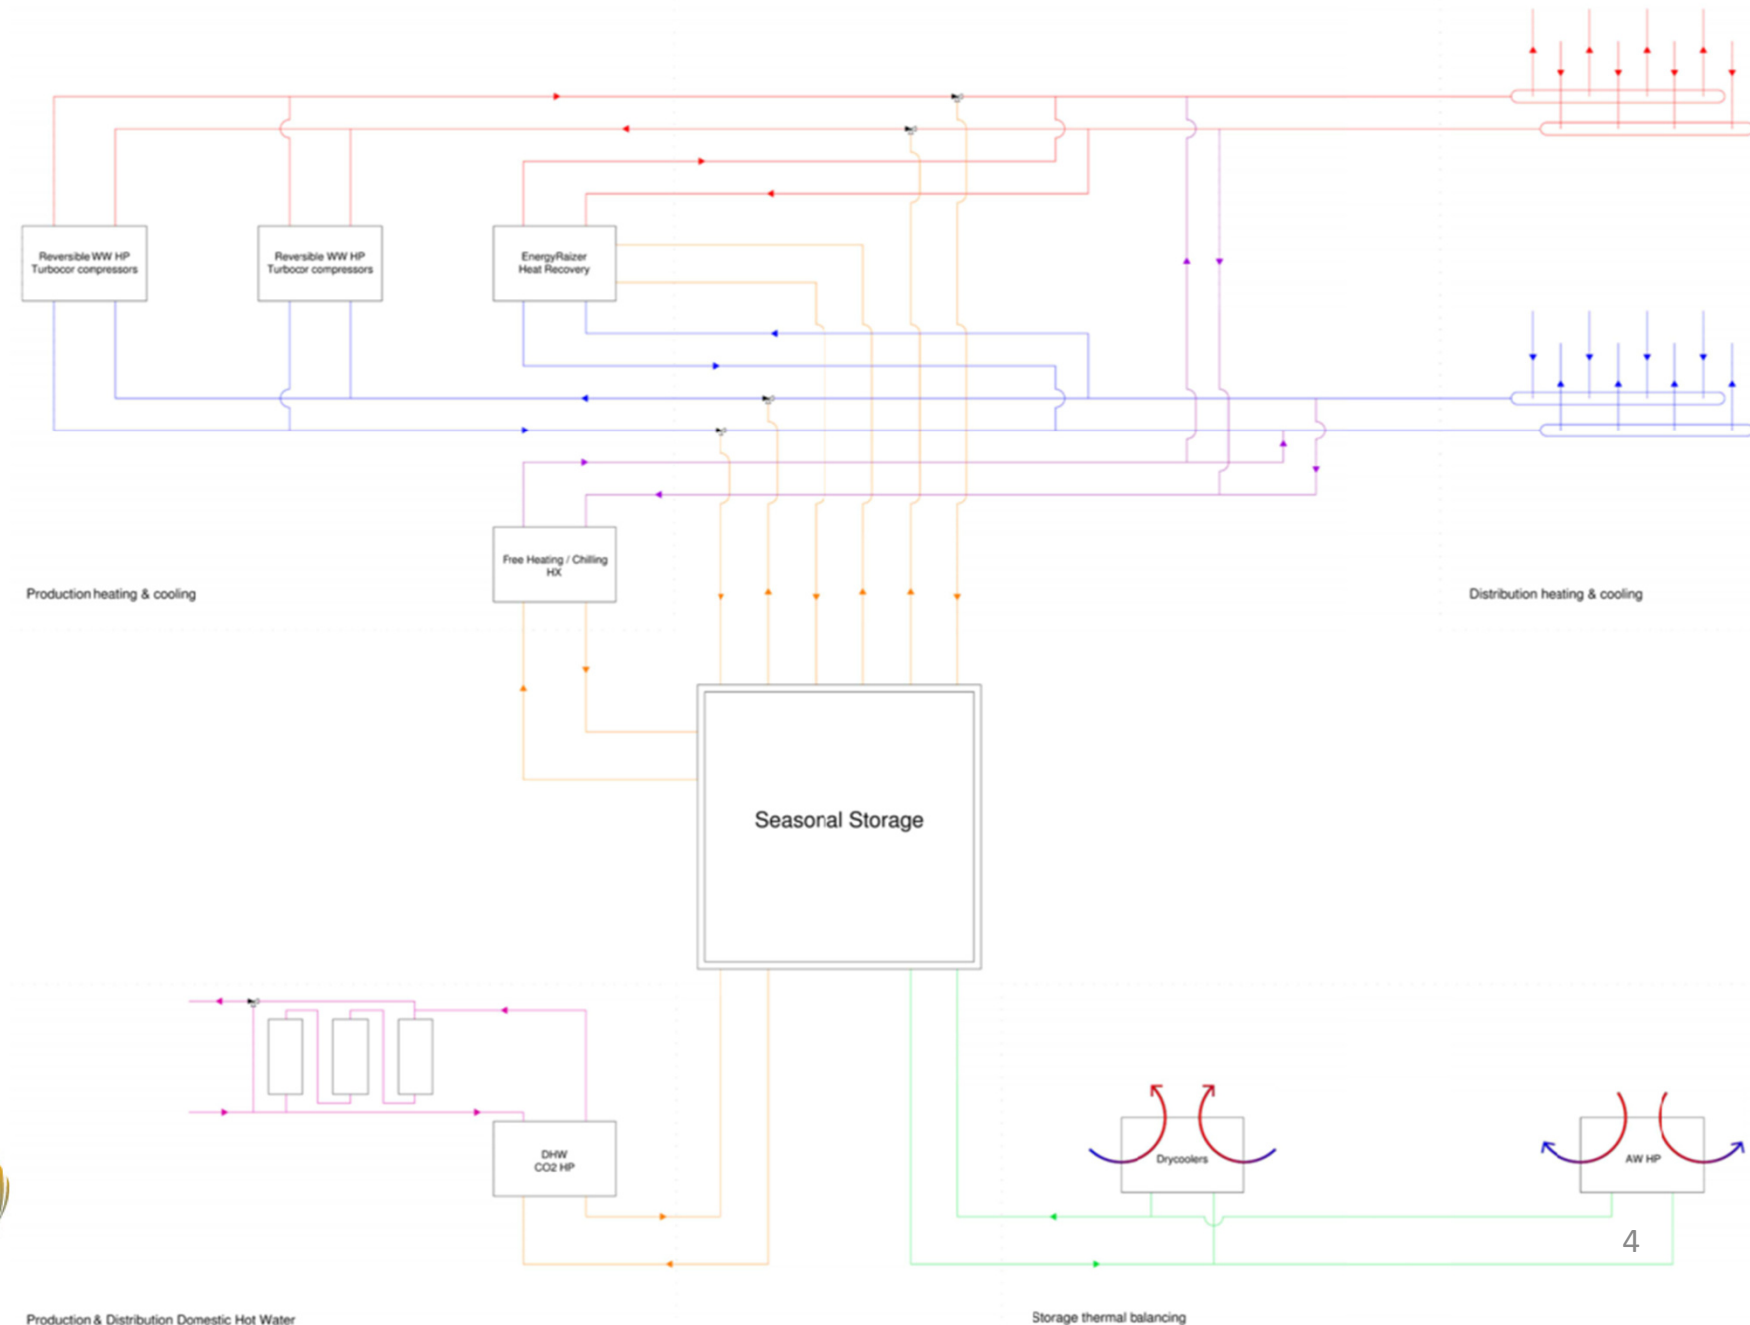 Reversible WW HP
Turbocor compressors
Reversible WW HP
Turbocor compressors
EnergyRaizer
Heat Recovery
Free Heating / Chilling
HX
Production heating & cooling
Distribution heating & cooling
Seasonal Storage
DHW
CO2 HP
Drycoolers
AW HP
4
Production & Distribution Domestic Hot Water
Storage thermal balancing